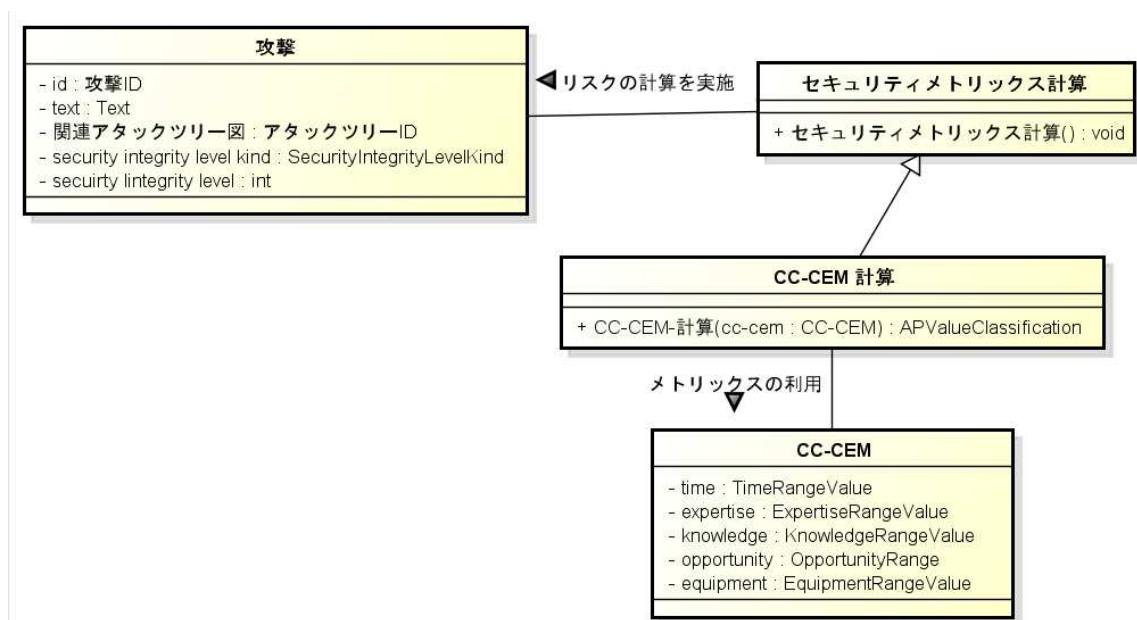 攻撃
- id : 攻撃ID
- text : Text
- 関連アタックツリー図 : アタックツリーID
- security integrity level kind : SecurityIntegrityLevelKind
- secuirty lintegrity level : int
リスクの計算を実施
セキュリティメトリックス計算
+ セキュリティメトリックス計算() : void
CC-CEM 計算
+ CC-CEM-計算(cc-cem : CC-CEM) : APValueClassification
メトリックスの利用
CC-CEM
- time : TimeRangeValue
- expertise : ExpertiseRangeValue
- knowledge : KnowledgeRangeValue
- opportunity : OpportunityRange
- equipment : EquipmentRangeValue